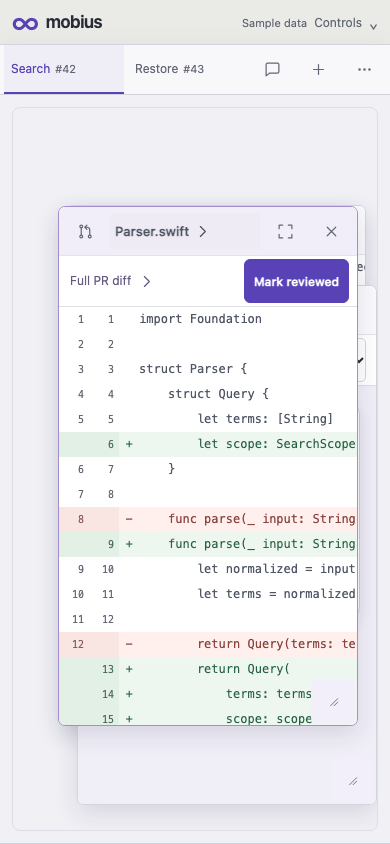 mobius
Sample data Controls
Search #42 Restore #43
Parser.swift
Full PR diff Mark reviewed
1 1 import Foundation
2 2
3 3 struct Parser {
4 4 struct Query {
5 5 let terms: [String]
6 + let scope: SearchScope
6 7 }
7 8
8 - func parse(_ input: String
9 + func parse(_ input: String
9 10 let normalized = input
10 11 let terms = normalized
11 12
12 - return Query(terms: te
13 + return Query(
14 + terms: terms
15 + scope: scope